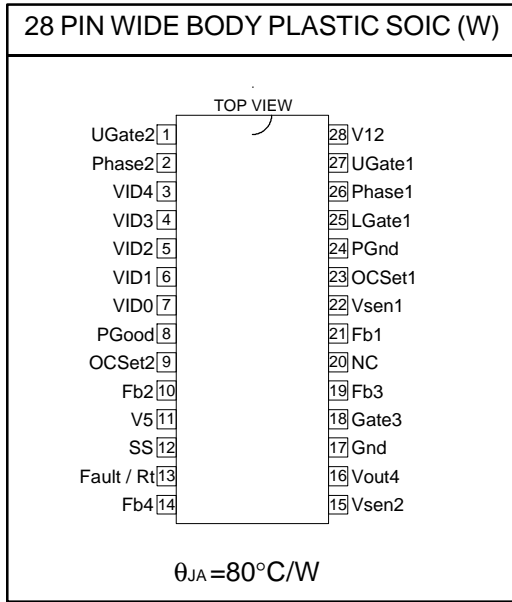 28 PIN WIDE BODY PLASTIC SOIC (W)
TOP VIEW
UGate2 1
Phase2 2
VID4 3
VID3 4
VID2 5
VID1 6
VID0 7
PGood 8
OCSet2 9
Fb2 10
V5 11
SS 12
Fault / Rt 13
Fb4 14
28 V12
27 UGate1
26 Phase1
25 LGate1
24 PGnd
23 OCSet1
22 Vsen1
21 Fb1
20 NC
19 Fb3
18 Gate3
17 Gnd
16 Vout4
15 Vsen2
θJA =80°C/W